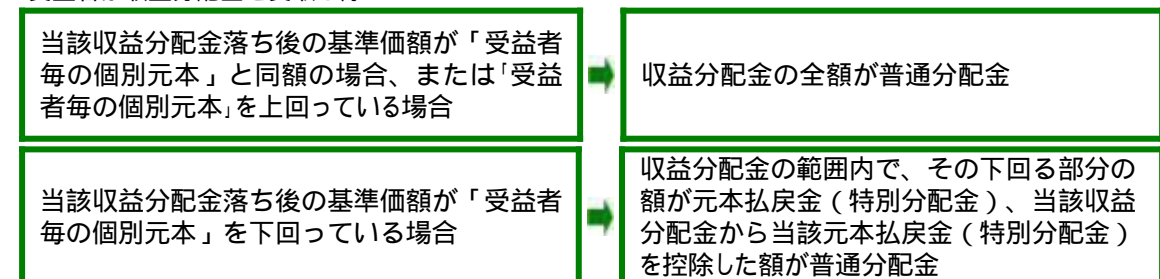 当該収益分配金落ち後の基準価額が「受益者
毎の個別元本」と同額の場合、または「受益
者毎の個別元本」を上回っている場合
収益分配金の全額が普通分配金
当該収益分配金落ち後の基準価額が「受益者
毎の個別元本」を下回っている場合
収益分配金の範囲内で、その下回る部分の
額が元本払戻金(特別分配金)、当該収益
分配金から当該元本払戻金(特別分配金)
を控除した額が普通分配金